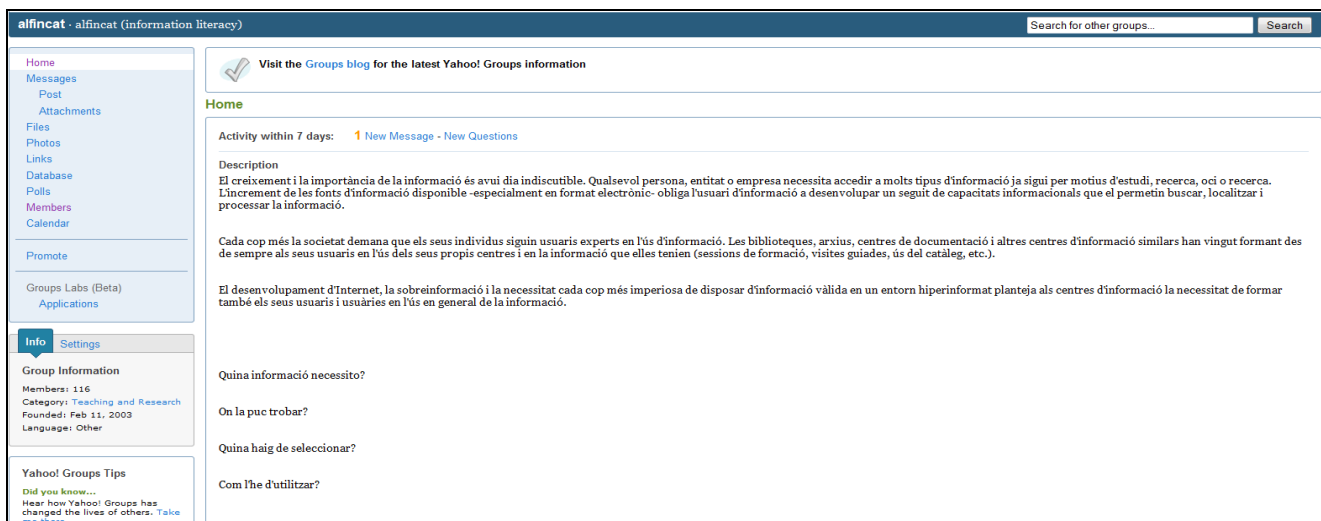 alfincat · alfincat (information literacy)
Search for other groups... Search
Home
Messages
Post
Attachments
Files
Photos
Links
Database
Polls
Members
Calendar
Promote
Groups Labs (Beta)
Applications
Info Settings
Group Information
Members: 116
Category: Teaching and Research
Founded: Feb 11, 2003
Language: Other
Yahoo! Groups Tips
Did you know...
Hear how Yahoo! Groups has
changed the lives of others. Take
me there.
Visit the Groups blog for the latest Yahoo! Groups information
Home
Activity within 7 days: 1 New Message - New Questions
Description
El creixement i la importància de la informació és avui dia indiscutible. Qualsevol persona, entitat o empresa necessita accedir a molts tipus d'informació ja sigui per motius d'estudi, recerca, oci o recerca.
L'increment de les fonts d'informació disponible -especialment en format electrònic- obliga l'usuari d'informació a desenvolupar un seguit de capacitats informacionals que el permetin buscar, localitzar i
processar la informació.
Cada cop més la societat demana que els seus individus siguin usuaris experts en l'ús d'informació. Les biblioteques, arxius, centres de documentació i altres centres d'informació similars han vingut formant des
de sempre als seus usuaris en l'ús dels seus propis centres i en la informació que elles tenien (sessions de formació, visites guiades, ús del catàleg, etc.).
El desenvolupament d'Internet, la sobreinformació i la necessitat cada cop més imperiosa de disposar d'informació vàlida en un entorn hiperinformat planteja als centres d'informació la necessitat de formar
també els seus usuaris i usuàries en l'ús en general de la informació.
Quina informació necessito?
On la puc trobar?
Quina haig de seleccionar?
Com l'he d'utilitzar?